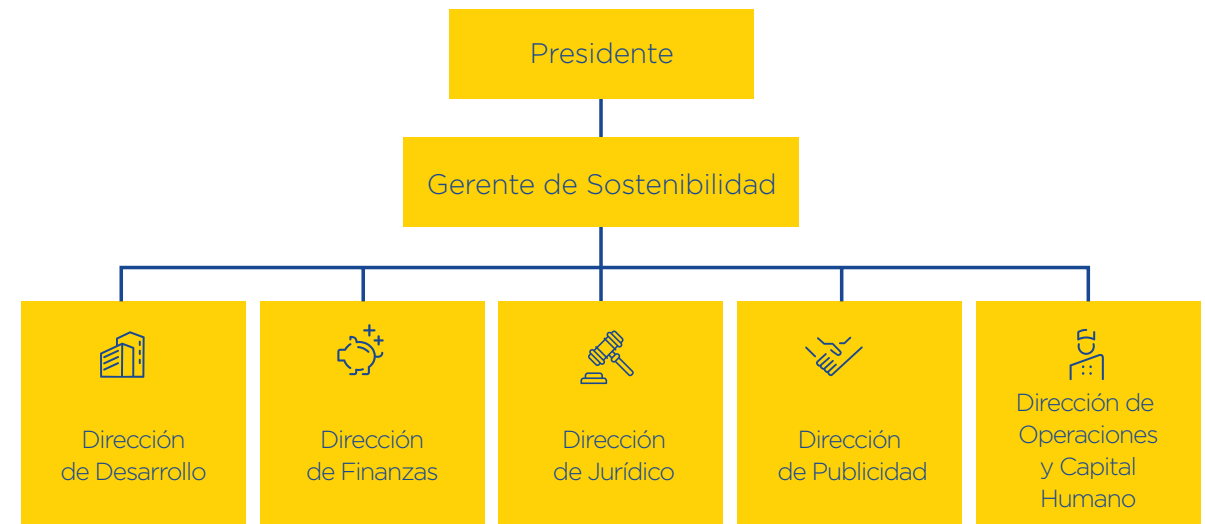 Presidente
Gerente de Sostenibilidad
Dirección
de Desarrollo
Dirección
de Finanzas
Dirección
de Jurídico
Dirección
de Publicidad
Dirección de
Operaciones
y Capital
Humano